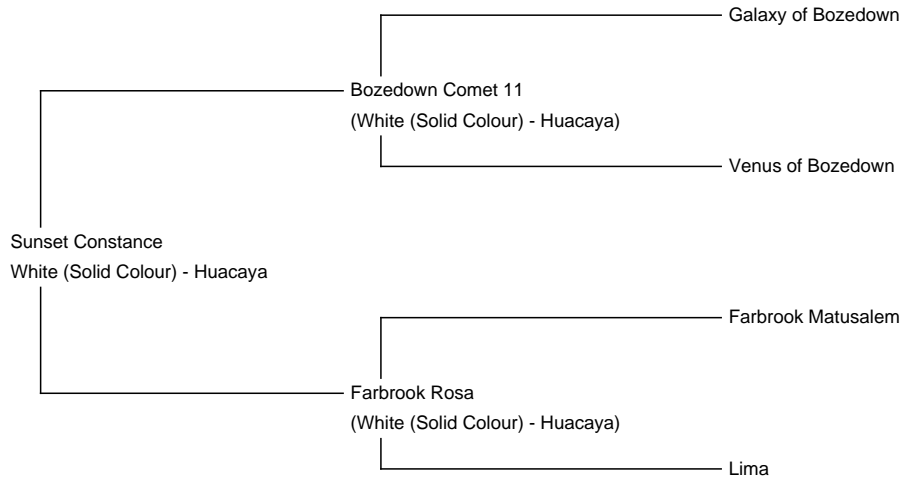 Galaxy of Bozedown
Bozedown Comet 11
(White (Solid Colour) - Huacaya)
Venus of Bozedown
Sunset Constance
White (Solid Colour) - Huacaya
Farbrook Matusalem
Farbrook Rosa
(White (Solid Colour) - Huacaya)
Lima